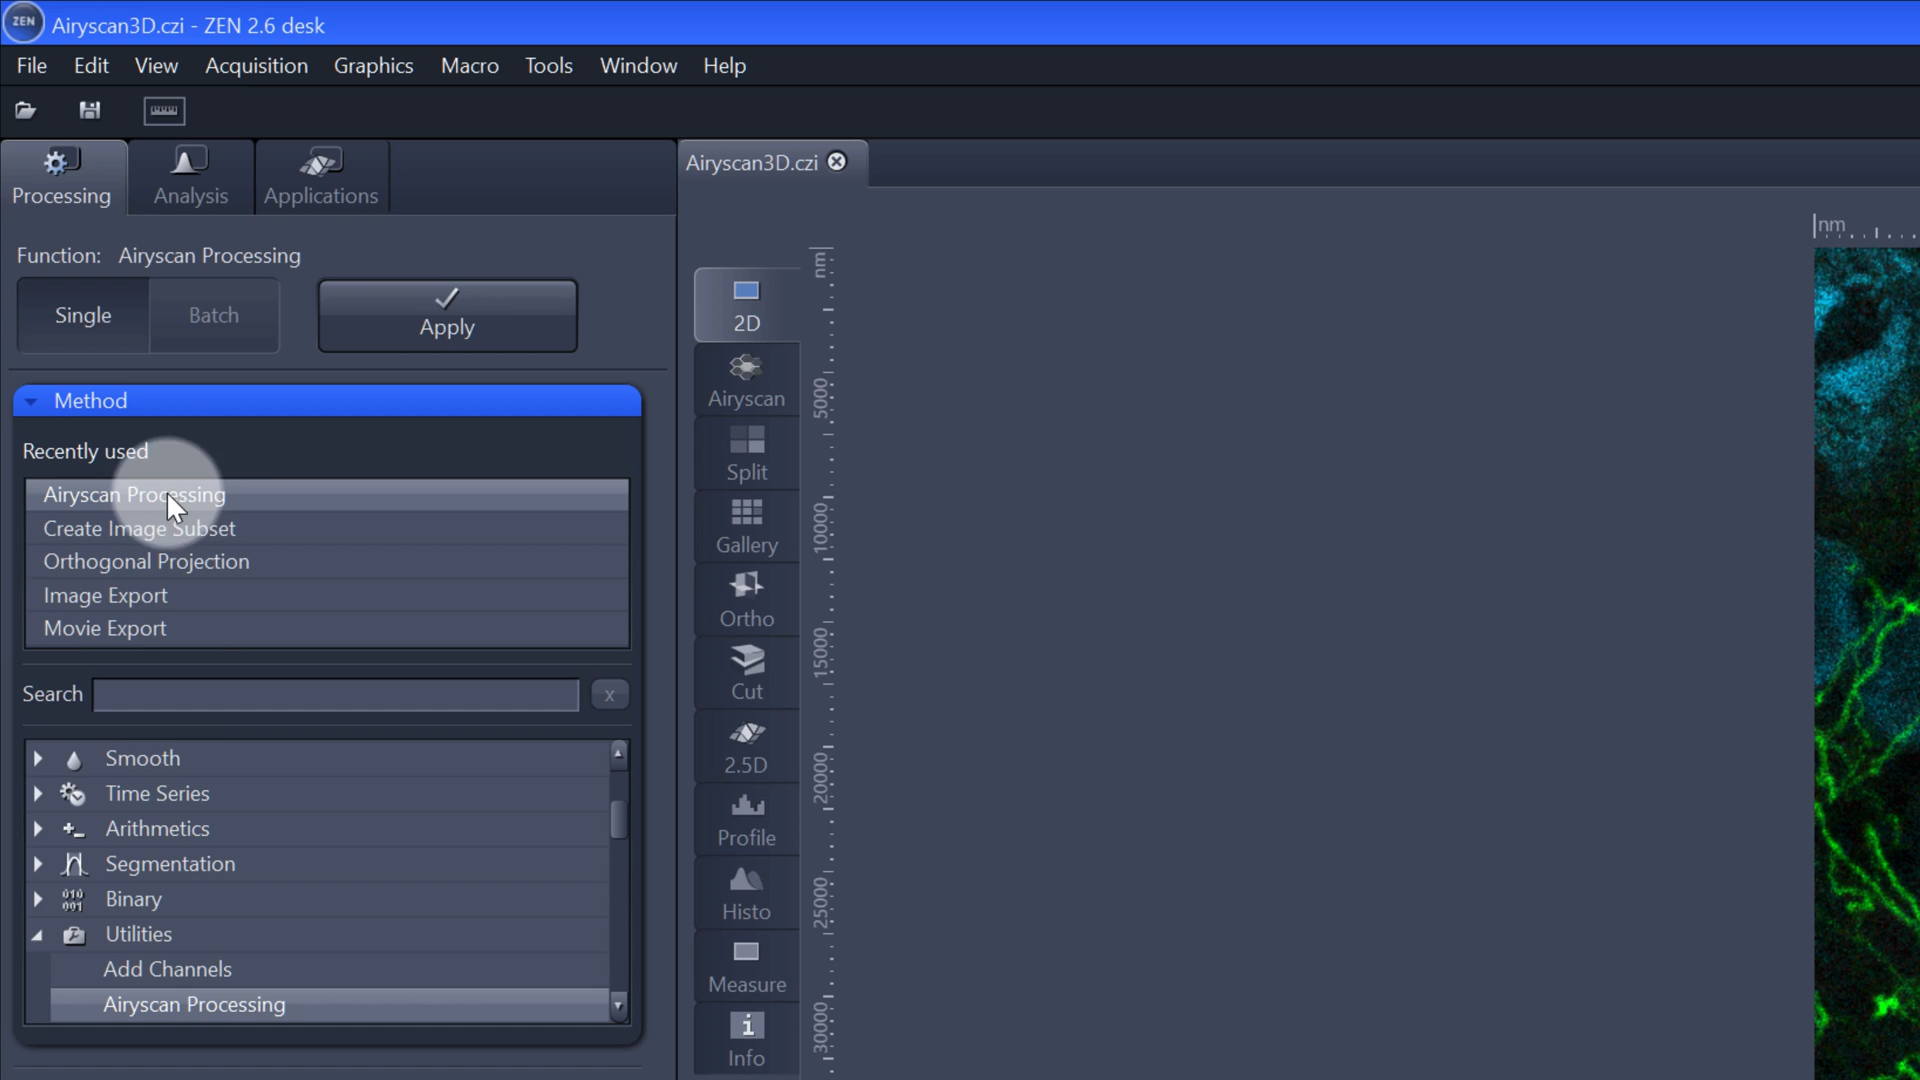 ZEN
Airyscan3D.czi - ZEN 2.6 desk
File Edit View Acquisition Graphics Macro Tools Window Help
Processing Analysis Applications
Airyscan3D.czi
Function: Airyscan Processing
Single Batch Apply
Method
Recently used
Airyscan Processing
Create Image Subset
Orthogonal Projection
Image Export
Movie Export
Search x
Smooth
Time Series
Arithmetics
Segmentation
010
001
Binary
Utilities
Add Channels
Airyscan Processing
2D
Airyscan
Split
Gallery
Ortho
Cut
2.5D
Profile
Histo
Measure
i
Info
nm
5000
10000
15000
20000
25000
30000
nm